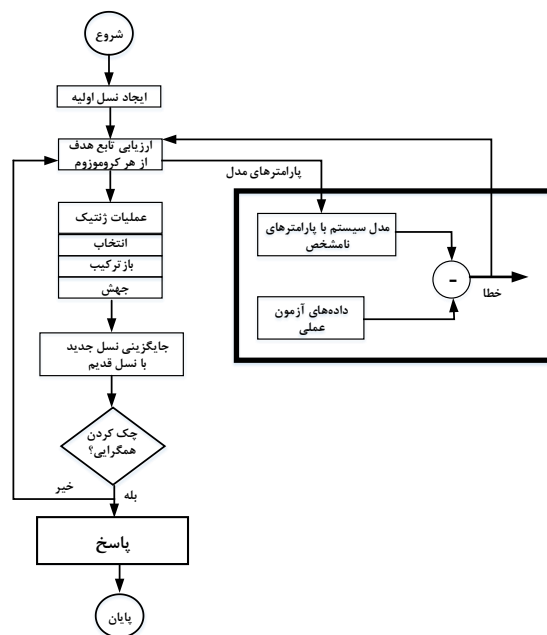 شروع
ایجاد نسل اولیه
ارزیابی تابع هدف
از هر کروموزوم
پارامترهای مدل
عملیات ژنتیک
انتخاب
بازترکیب
جهش
مدل سیستم با پارامترهای
نامشخص
-
خطا
داده‌های آزمون
عملی
جایگزینی نسل جدید
با نسل قدیم
چک کردن
همگرایی؟
خیر
بله
پاسخ
پایان